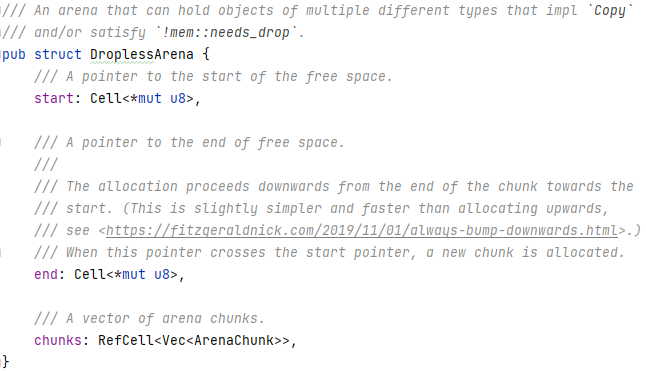 /// An arena that can hold objects of multiple different types that impl `Copy`
/// and/or satisfy `!mem::needs_drop`.
pub struct DroplessArena {
    /// A pointer to the start of the free space.
    start: Cell<*mut u8>,

    /// A pointer to the end of free space.
    ///
    /// The allocation proceeds downwards from the end of the chunk towards the
    /// start. (This is slightly simpler and faster than allocating upwards,
    /// see <https://fitzgeraldnick.com/2019/11/01/always-bump-downwards.html>.)
    /// When this pointer crosses the start pointer, a new chunk is allocated.
    end: Cell<*mut u8>,

    /// A vector of arena chunks.
    chunks: RefCell<Vec<ArenaChunk>>,
}